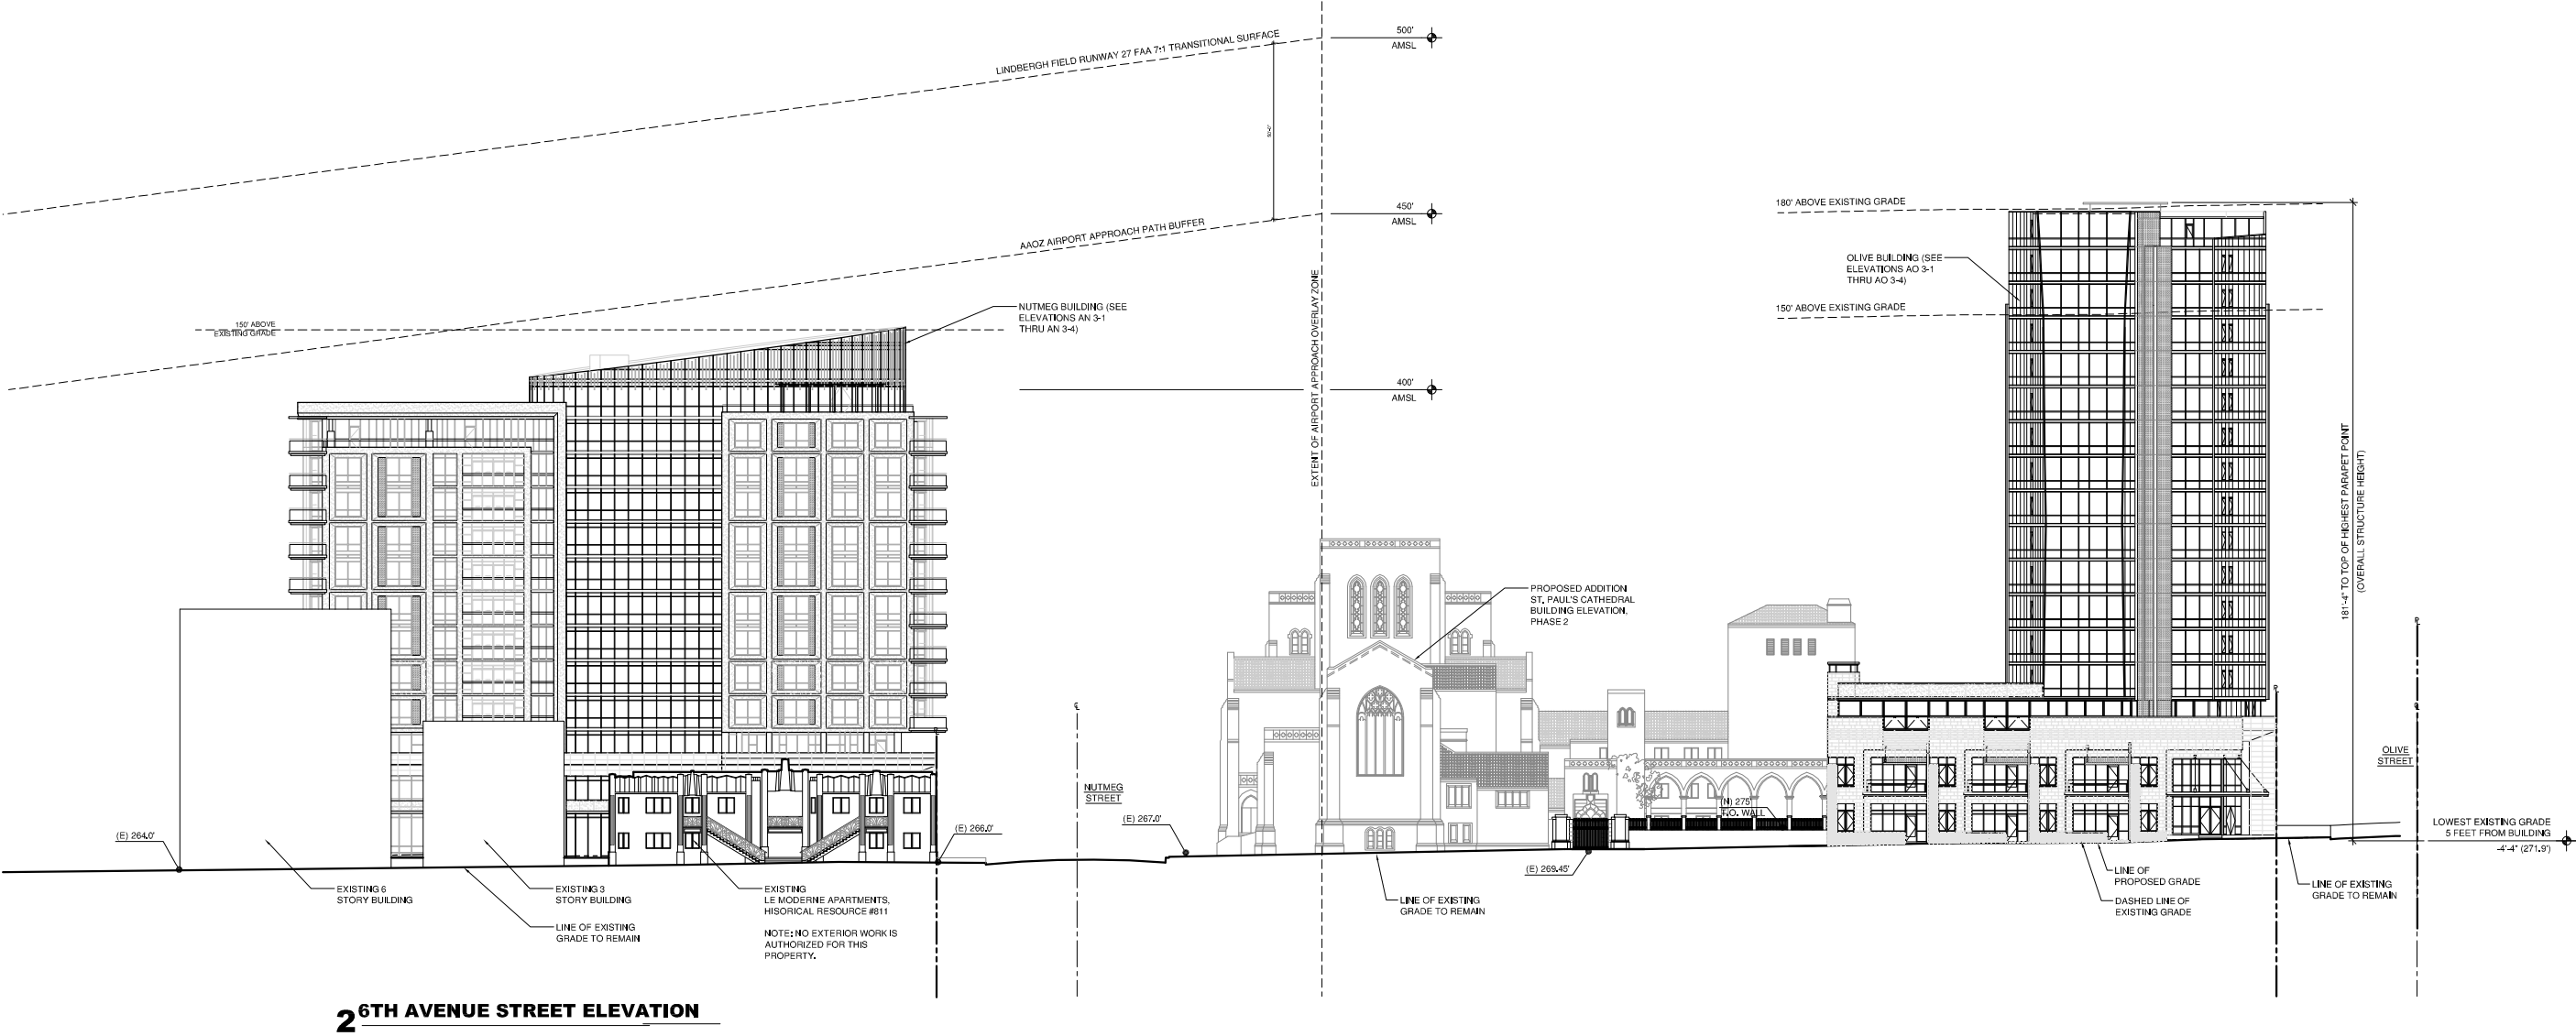 500'
AMSL
LINDBERGH FIELD RUNWAY 27 FAA 7:1 TRANSITIONAL SURFACE
450'
AMSL
AAOZ AIRPORT APPROACH PATH BUFFER
180' ABOVE EXISTING GRADE
OLIVE BUILDING (SEE
ELEVATIONS AO 3-1
THRU AO 3-4)
150' ABOVE EXISTING GRADE
NUTMEG BUILDING (SEE
ELEVATIONS AN 3-1
THRU AN 3-4)
150' ABOVE
EXISTING GRADE
EXTENT OF AIRPORT APPROACH OVERLAY ZONE
400'
AMSL
181'-4" TO TOP OF HIGHEST PARAPET POINT
(OVERALL STRUCTURE HEIGHT)
PROPOSED ADDITION
ST. PAUL'S CATHEDRAL
BUILDING ELEVATION,
PHASE 2
NUTMEG
STREET
OLIVE
STREET
(N) 275'
T.O. WALL
(E) 264.0'
(E) 266.0'
(E) 267.0'
(E) 269.45'
LOWEST EXISTING GRADE
5 FEET FROM BUILDING
-4'-4" (271.9')
EXISTING 6
STORY BUILDING
EXISTING 3
STORY BUILDING
LINE OF EXISTING
GRADE TO REMAIN
EXISTING
LE MODERNE APARTMENTS,
HISORICAL RESOURCE #811
NOTE: NO EXTERIOR WORK IS
AUTHORIZED FOR THIS
PROPERTY.
LINE OF EXISTING
GRADE TO REMAIN
LINE OF
PROPOSED GRADE
DASHED LINE OF
EXISTING GRADE
LINE OF EXISTING
GRADE TO REMAIN
2 6TH AVENUE STREET ELEVATION